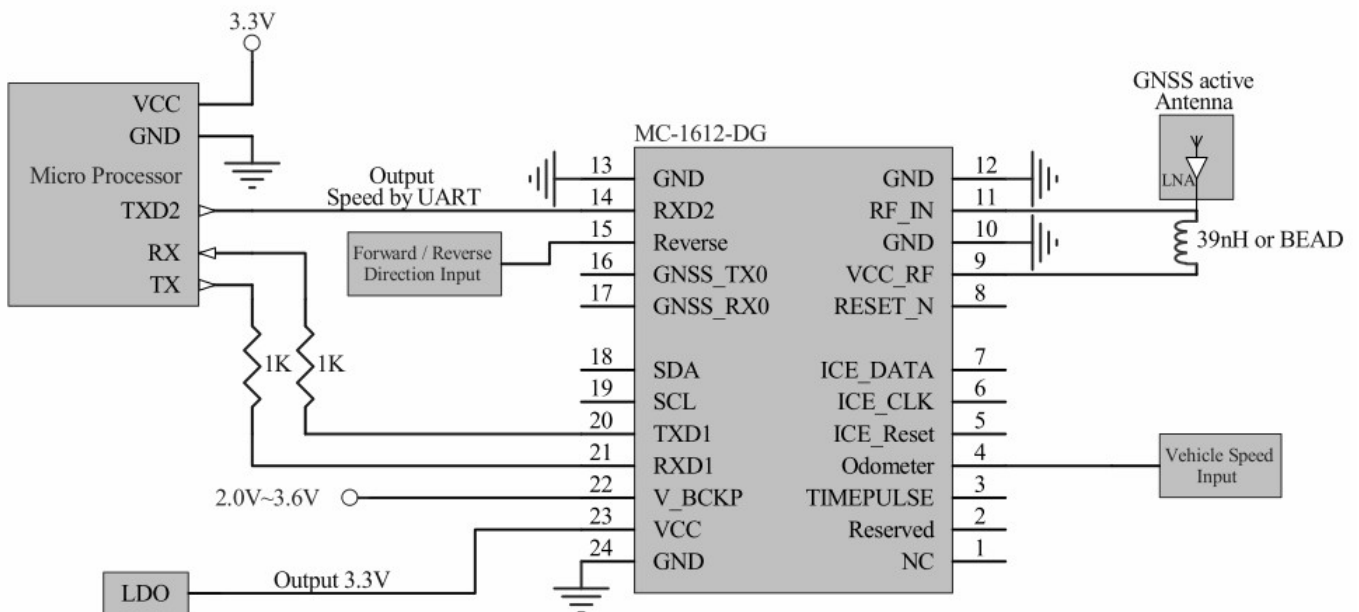 3.3V
VCC
GND
Micro Processor
TXD2
RX
TX
1K
1K
Output
Speed by UART
Forward / Reverse
Direction Input
2.0V~3.6V
LDO
Output 3.3V
MC-1612-DG
13 GND
14 RXD2
15 Reverse
16 GNSS_TX0
17 GNSS_RX0
18 SDA
19 SCL
20 TXD1
21 RXD1
22 V_BCKP
23 VCC
24 GND
GND 12
RF_IN 11
GND 10
VCC_RF 9
RESET_N 8
ICE_DATA 7
ICE_CLK 6
ICE_Reset 5
Odometer 4
TIMEPULSE 3
Reserved 2
NC 1
GNSS active
Antenna
LNA
39nH or BEAD
Vehicle Speed
Input